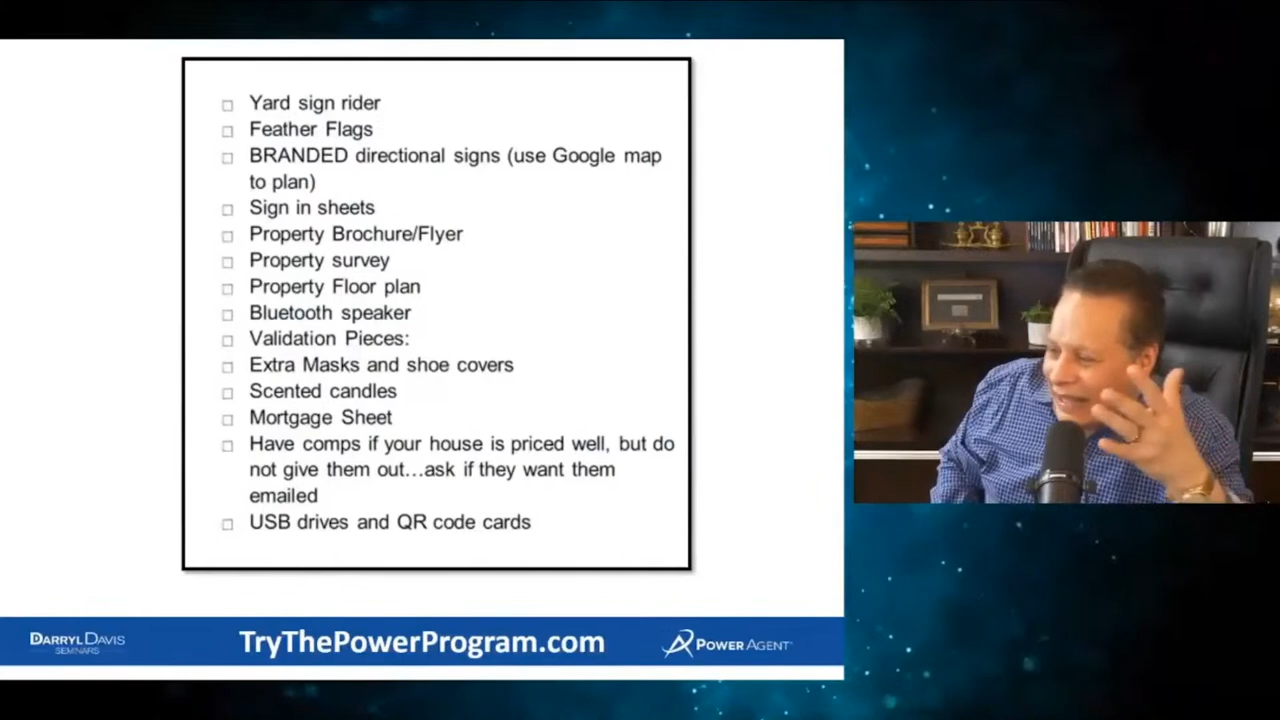 Yard sign rider
Feather Flags
BRANDED directional signs (use Google map
to plan)
Sign in sheets
Property Brochure/Flyer
Property survey
Property Floor plan
Bluetooth speaker
Validation Pieces:
Extra Masks and shoe covers
Scented candles
Mortgage Sheet
Have comps if your house is priced well, but do
not give them out...ask if they want them
emailed
USB drives and QR code cards
DARRYL DAVIS
SEMINARS
TryThePowerProgram.com
POWER AGENT